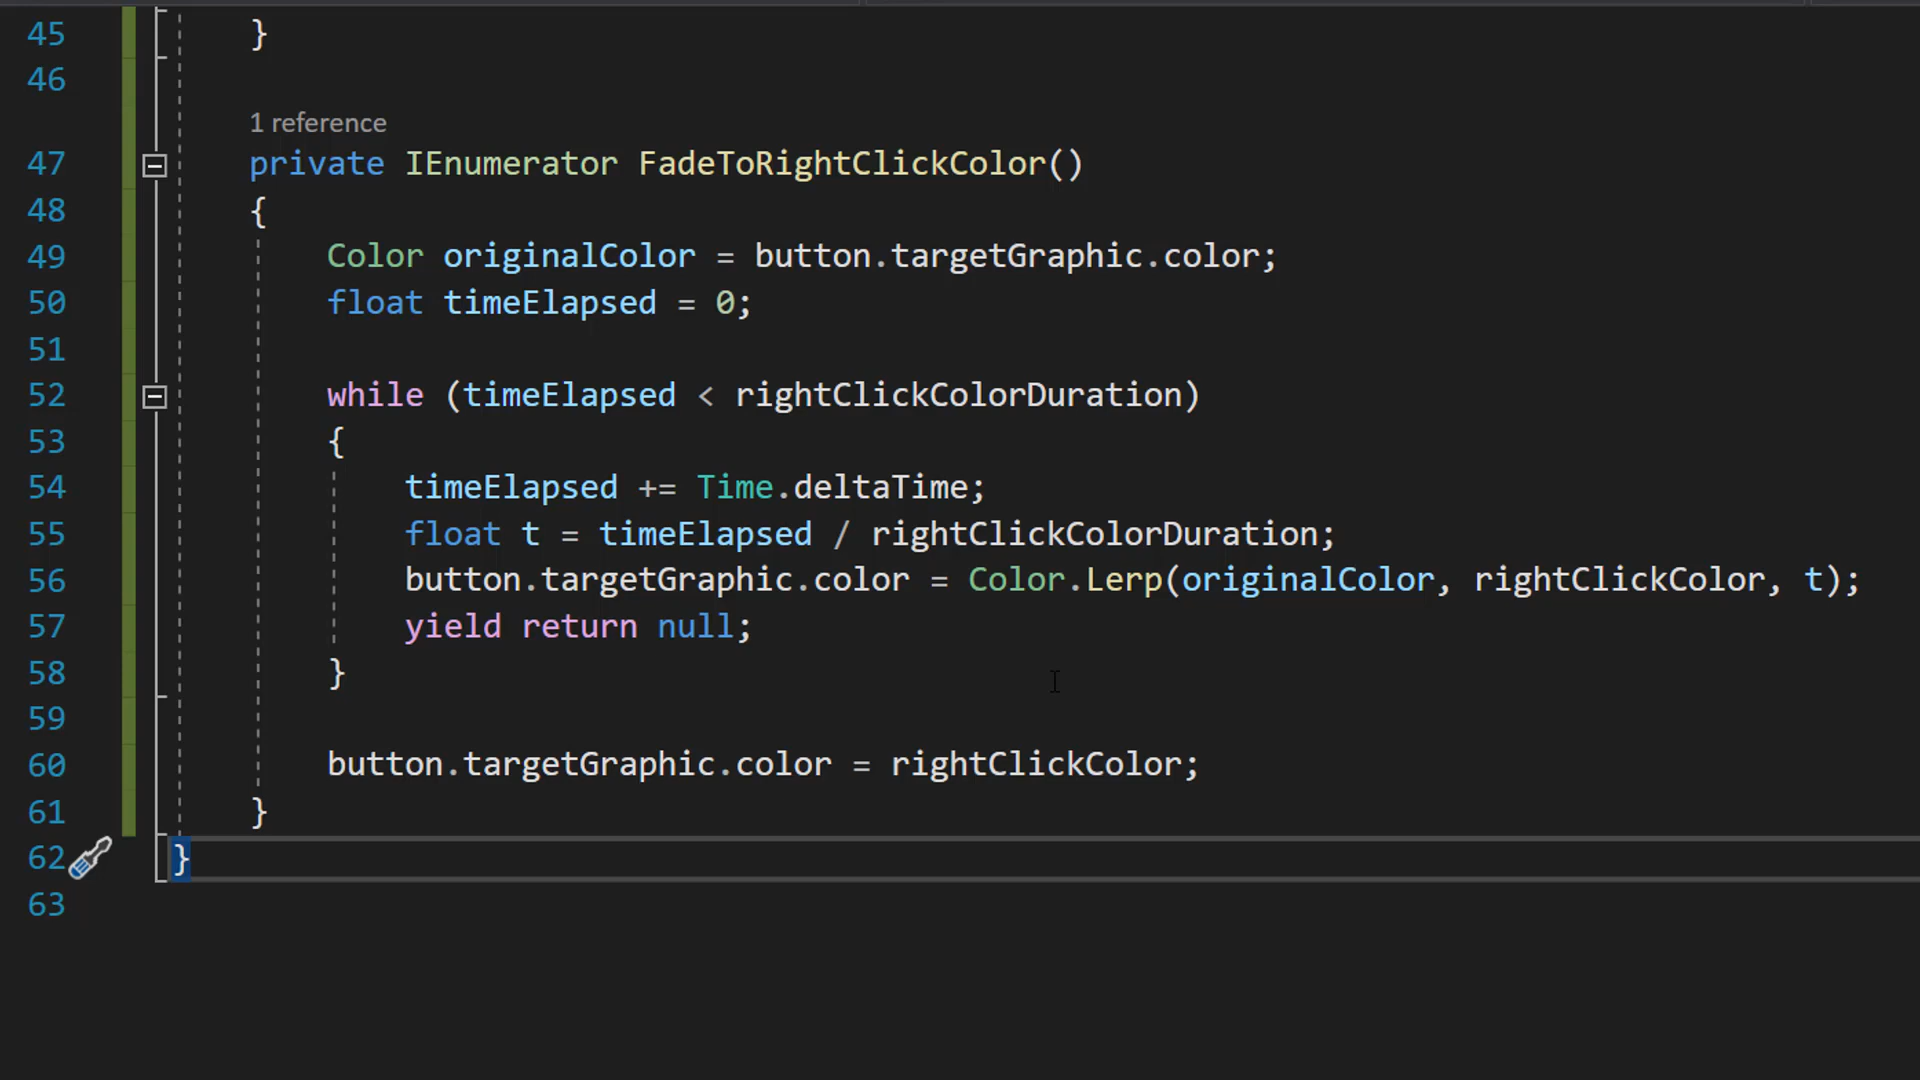 45 }
46
1 reference
47 private IEnumerator FadeToRightClickColor()
48 {
49 Color originalColor = button.targetGraphic.color;
50 float timeElapsed = 0;
51
52 while (timeElapsed < rightClickColorDuration)
53 {
54 timeElapsed += Time.deltaTime;
55 float t = timeElapsed / rightClickColorDuration;
56 button.targetGraphic.color = Color.Lerp(originalColor, rightClickColor, t);
57 yield return null;
58 }
59
60 button.targetGraphic.color = rightClickColor;
61 }
62 }
63